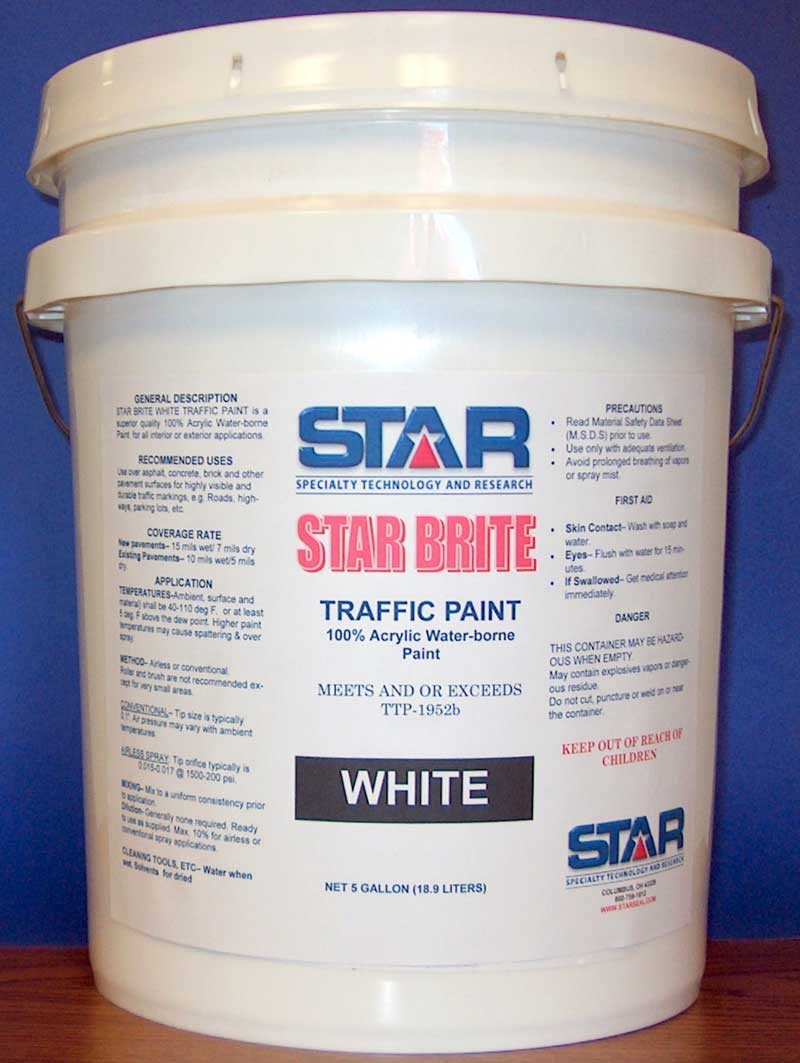 GENERAL DESCRIPTION
STAR BRITE WHITE TRAFFIC PAINT is a
superior quality 100% Acrylic Water-borne
Paint for all interior or exterior applications.
RECOMMENDED USES
Use over asphalt, concrete, brick and other
pavement surfaces for highly visible and
durable traffic markings, e.g. Roads, high-
ways, parking lots, etc.
COVERAGE RATE
New pavements– 15 mils wet/ 7 mils dry
Existing Pavements– 10 mils wet/5 mils
dry.
APPLICATION
TEMPERATURES-Ambient, surface and
material) shall be 40-110 deg F. or at least
5 deg. F above the dew point. Higher paint
temperatures may cause spattering & over
spray.
METHOD– Airless or conventional.
Roller and brush are not recommended ex-
cept for very small areas.
CONVENTIONAL– Tip size is typically
0.1". Air pressure may vary with ambient
temperatures.
AIRLESS SPRAY: Tip orifice typically is
0.015-0.017 @ 1500-200 psi.
MIXING– Mix to a uniform consistency prior
to application.
Dilution- Generally none required. Ready
to use as supplied. Max. 10% for airless or
conventional spray applications.
CLEANING TOOLS, ETC– Water when
wet. Solvents for dried
STAR
SPECIALTY TECHNOLOGY AND RESEARCH
STAR BRITE
TRAFFIC PAINT
100% Acrylic Water-borne
Paint
MEETS AND OR EXCEEDS
TTP-1952b
WHITE
NET 5 GALLON (18.9 LITERS)
PRECAUTIONS
• Read Material Safety Data Sheet
(M.S.D.S) prior to use.
• Use only with adequate ventilation.
• Avoid prolonged breathing of vapors
or spray mist.
FIRST AID
• Skin Contact– Wash with soap and
water.
• Eyes– Flush with water for 15 min-
utes.
• If Swallowed– Get medical attention
immediately.
DANGER
THIS CONTAINER MAY BE HAZARD-
OUS WHEN EMPTY.
May contain explosives vapors or danger-
ous residue.
Do not cut, puncture or weld on or near
the container.
KEEP OUT OF REACH OF
CHILDREN
STAR
SPECIALTY TECHNOLOGY AND RESEARCH
COLUMBUS, OH
WWW.STARSEAL.COM